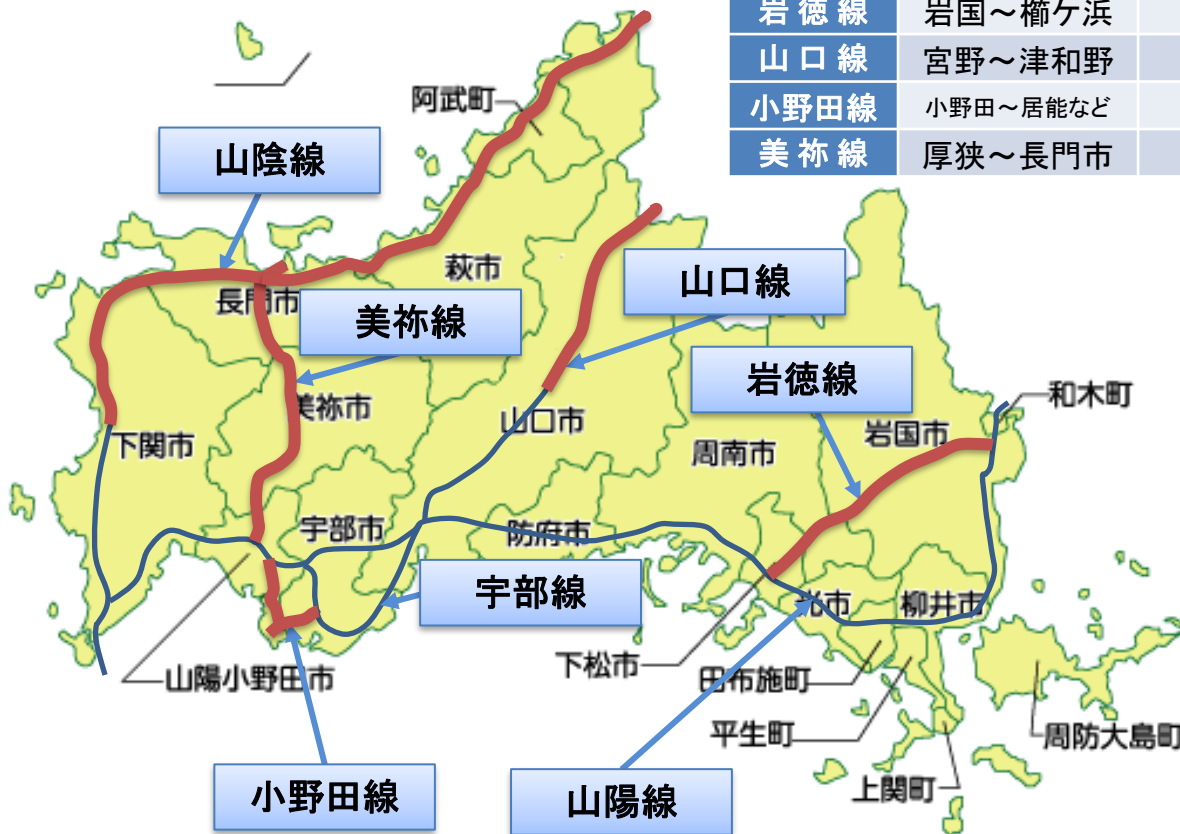 岩徳線 岩国～櫛ケ浜
山口線 宮野～津和野
小野田線 小野田～居能など
美祢線 厚狭～長門市
阿武町
山陰線
萩市
山口線
長門市
美祢線
岩徳線
和木町
美祢市
山口市
岩国市
下関市
周南市
宇部市
防府市
宇部線
光市
柳井市
下松市
山陽小野田市
田布施町
平生町
周防大島町
上関町
小野田線
山陽線